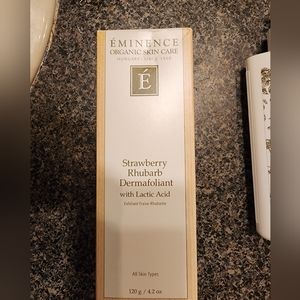 ÉMINENCE
ORGANIC SKIN CARE
HUNGARY, SINCE 1958
É
Strawberry
Rhubarb
Dermafoliant
with Lactic Acid
Exfoliant Fraise-Rhubarbe
All Skin Types
120 g / 4.2 oz